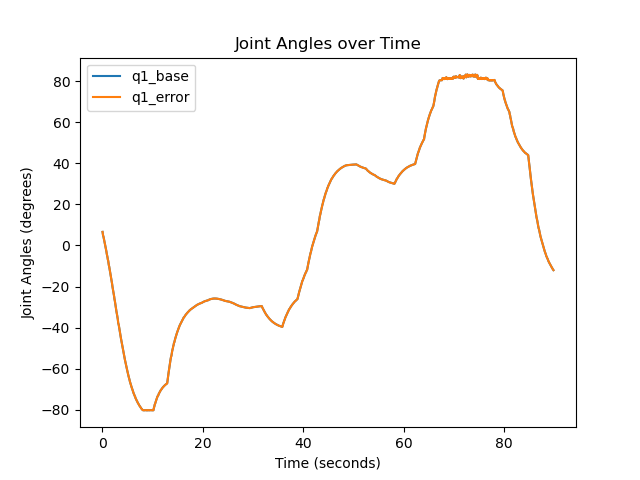 Joint Angles over Time
q1_base
q1_error
Joint Angles (degrees)
80
60
40
20
0
−20
−40
−60
−80
0
20
40
60
80
Time (seconds)